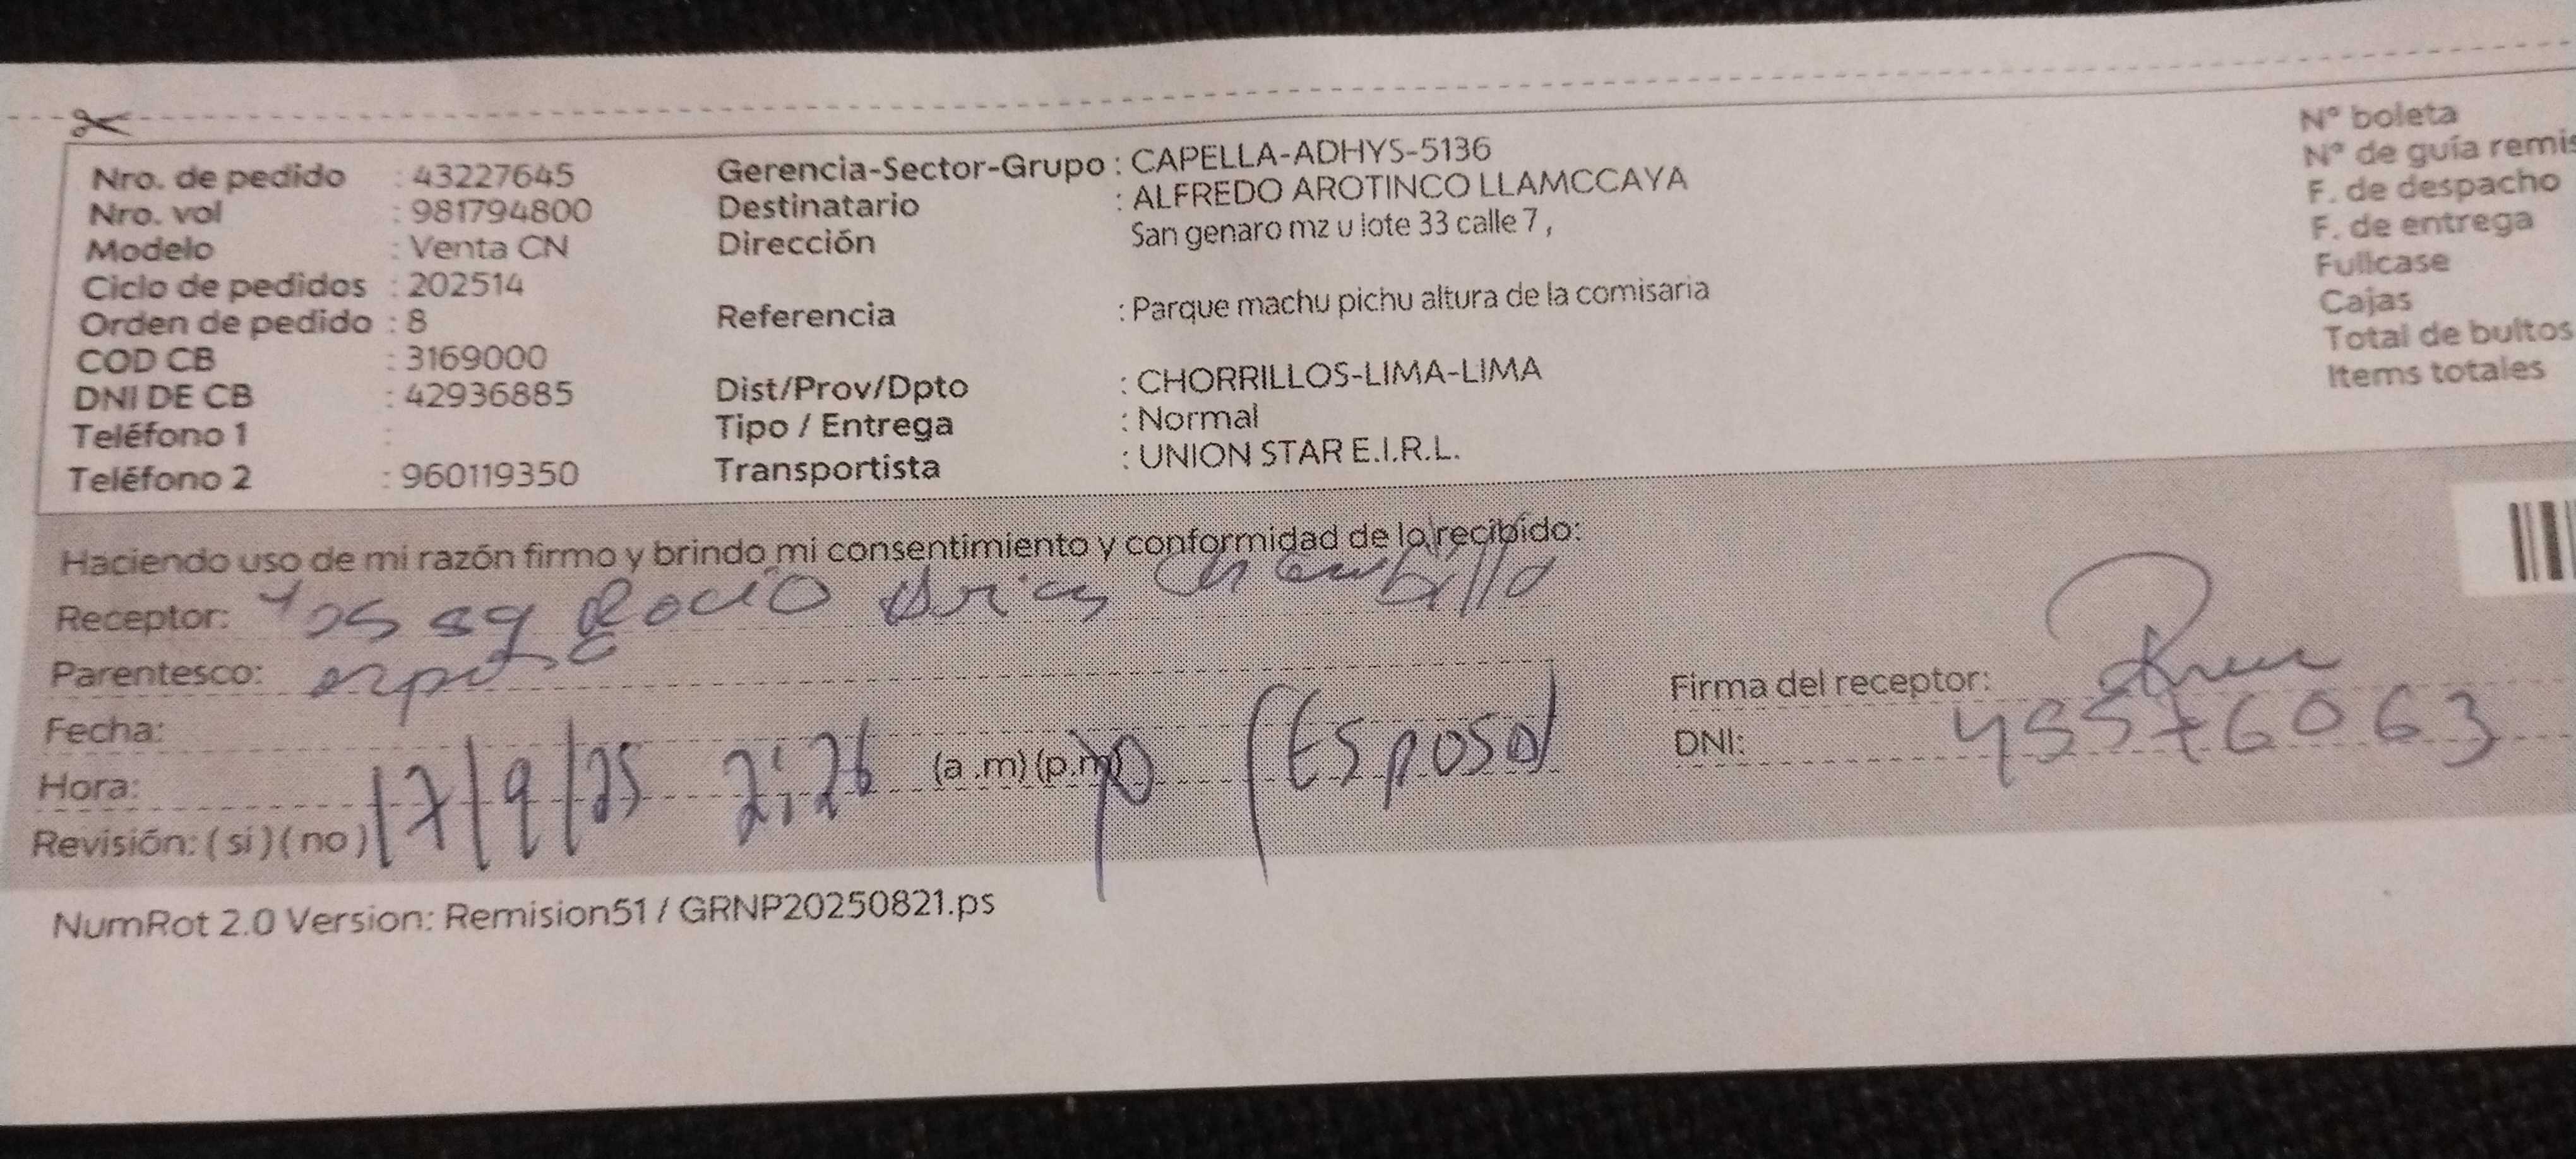 Nro. de pedido : 43227645
Nro. vol : 981794800
Modelo : Venta CN
Ciclo de pedidos : 202514
Orden de pedido : 8
COD CB : 3169000
DNI DE CB : 42936885
Teléfono 1 :
Teléfono 2 : 960119350
Gerencia-Sector-Grupo : CAPELLA-ADHYS-5136
Destinatario : ALFREDO AROTINCO LLAMCCAYA
Dirección San genaro mz u lote 33 calle 7 ,
Referencia : Parque machu pichu altura de la comisaria
Dist/Prov/Dpto : CHORRILLOS-LIMA-LIMA
Tipo / Entrega : Normal
Transportista : UNION STAR E.I.R.L.
Nº boleta
Nº de guía remis
F. de despacho
F. de entrega
Fullcase
Cajas
Total de bultos
Items totales
Haciendo uso de mi razón firmo y brindo mi consentimiento y conformidad de lo recibido:
Receptor: Rocio
Parentesco: esposa
Fecha:
Hora: 17/9/25 2:26 (a .m) (p.m) p (Esposa)
Revisión: ( si ) ( no )
Firma del receptor:
DNI: 45576063
NumRot 2.0 Version: Remision51 / GRNP20250821.ps